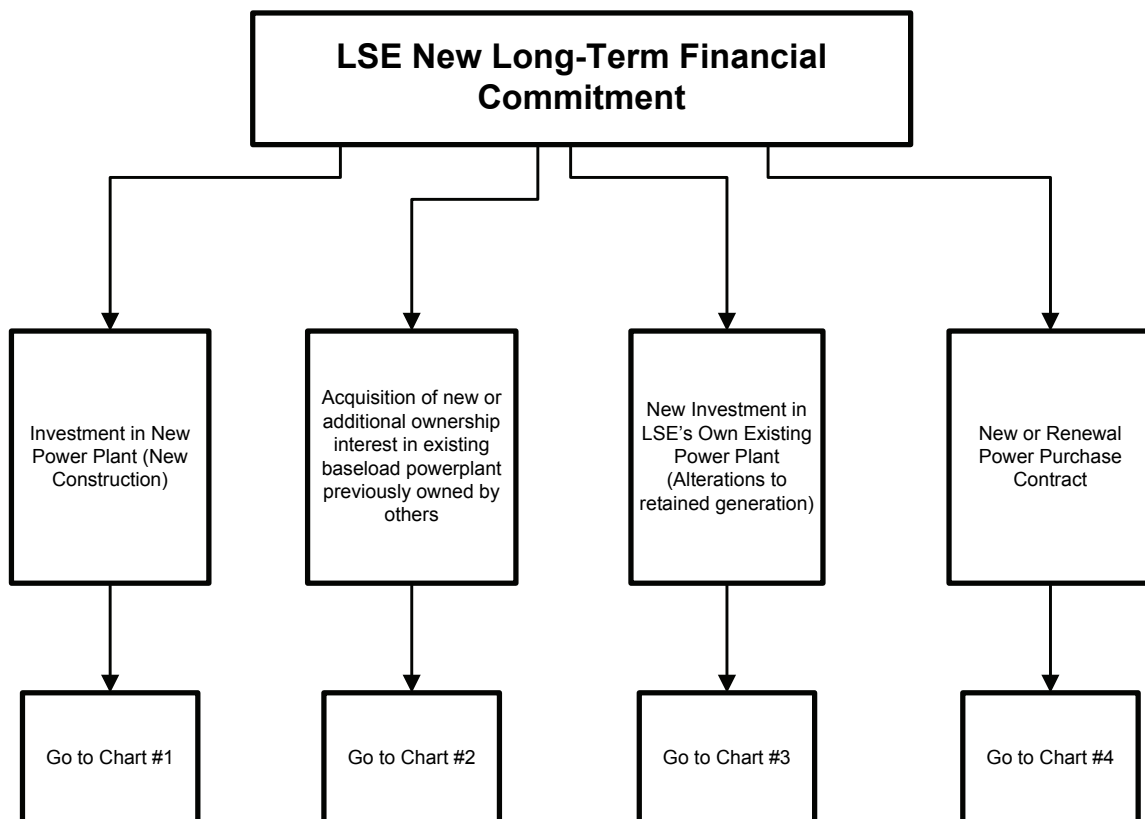 LSE New Long-Term Financial
Commitment
Investment in New
Power Plant (New
Construction)
Acquisition of new or
additional ownership
interest in existing
baseload powerplant
previously owned by
others
New Investment in
LSE’s Own Existing
Power Plant
(Alterations to
retained generation)
New or Renewal
Power Purchase
Contract
Go to Chart #1
Go to Chart #2
Go to Chart #3
Go to Chart #4